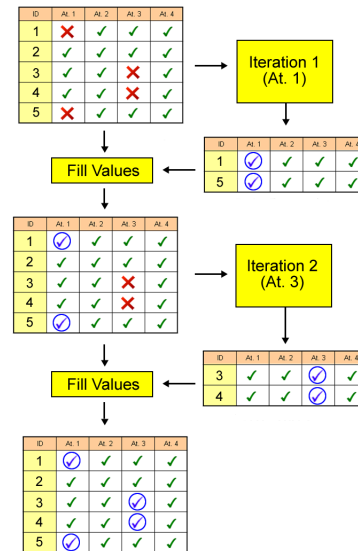 ID At. 1 At. 2 At. 3 At. 4
1
2
3
4
5
Iteration 1
(At. 1)
ID At. 1 At. 2 At. 3 At. 4
1
5
Fill Values
ID At. 1 At. 2 At. 3 At. 4
1
2
3
4
5
Iteration 2
(At. 3)
ID At. 1 At. 2 At. 3 At. 4
3
4
Fill Values
ID At. 1 At. 2 At. 3 At. 4
1
2
3
4
5